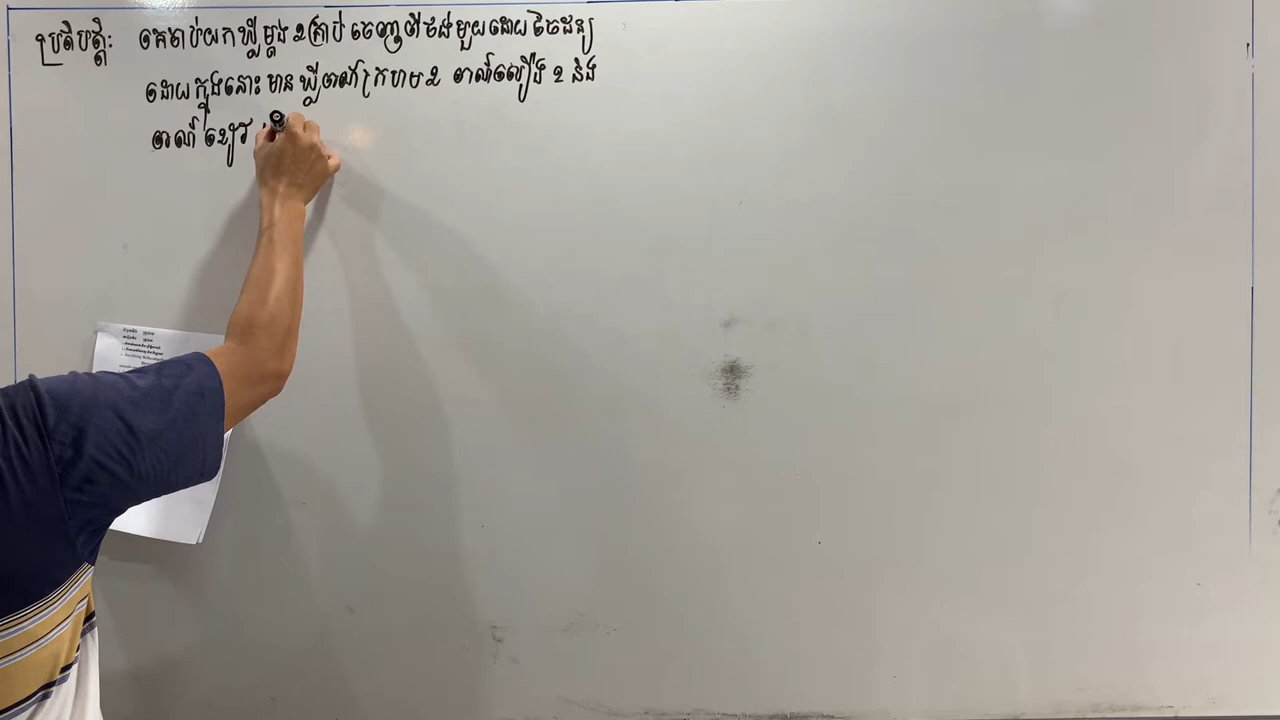 ប្រតិបត្តិ: គេចាប់យកឃ្លីម្ដង 2 គ្រាប់ ចេញពីថង់មួយដោយចៃដន្យ
ដោយក្នុងនោះមានឃ្លីពណ៌ក្រហម 2 ពណ៌លឿង 2 និង
ពណ៌ខៀវ